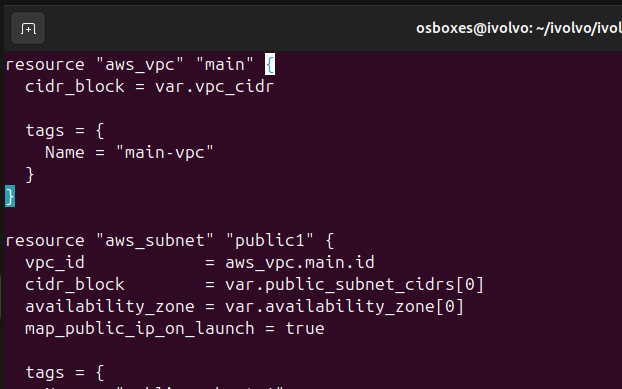 osboxes@ivolvo: ~/ivolvo/ivol
resource "aws_vpc" "main" {
  cidr_block = var.vpc_cidr

  tags = {
    Name = "main-vpc"
  }
}

resource "aws_subnet" "public1" {
  vpc_id            = aws_vpc.main.id
  cidr_block        = var.public_subnet_cidrs[0]
  availability_zone = var.availability_zone[0]
  map_public_ip_on_launch = true

  tags = {